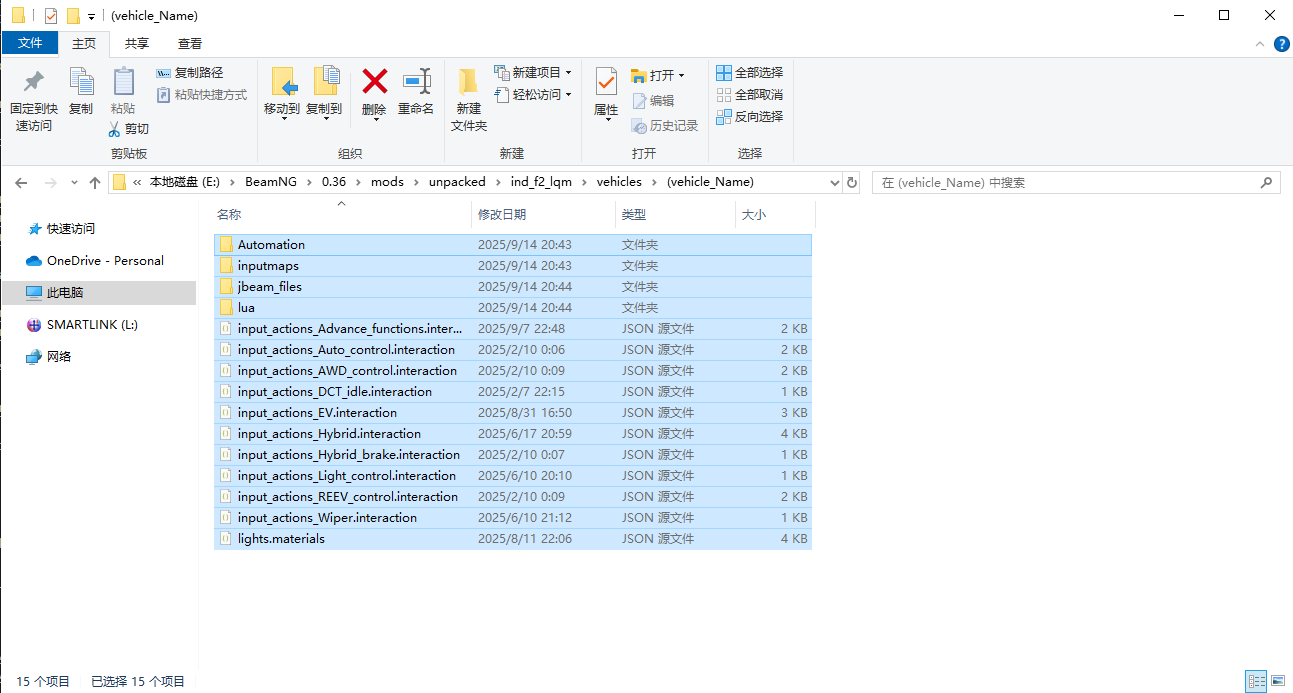 (vehicle_Name)
文件 主页 共享 查看
固定到快速访问
复制
粘贴
复制路径
粘贴快捷方式
剪切
剪贴板
移动到 复制到 删除 重命名
组织
新建文件夹
新建项目
轻松访问
新建
属性
打开
编辑
历史记录
打开
全部选择
全部取消
反向选择
选择
« 本地磁盘 (E:) › BeamNG › 0.36 › mods › unpacked › ind_f2_lqm › vehicles › (vehicle_Name)
在 (vehicle_Name) 中搜索
快速访问
OneDrive - Personal
此电脑
SMARTLINK (L:)
网络
名称 修改日期 类型 大小
Automation 2025/9/14 20:43 文件夹
inputmaps 2025/9/14 20:43 文件夹
jbeam_files 2025/9/14 20:44 文件夹
lua 2025/9/14 20:44 文件夹
input_actions_Advance_functions.inter... 2025/9/7 22:48 JSON 源文件 2 KB
input_actions_Auto_control.interaction 2025/2/10 0:06 JSON 源文件 2 KB
input_actions_AWD_control.interaction 2025/2/10 0:09 JSON 源文件 2 KB
input_actions_DCT_idle.interaction 2025/2/7 22:15 JSON 源文件 1 KB
input_actions_EV.interaction 2025/8/31 16:50 JSON 源文件 3 KB
input_actions_Hybrid.interaction 2025/6/17 20:59 JSON 源文件 4 KB
input_actions_Hybrid_brake.interaction 2025/2/10 0:07 JSON 源文件 1 KB
input_actions_Light_control.interaction 2025/6/10 20:10 JSON 源文件 1 KB
input_actions_REEV_control.interaction 2025/2/10 0:09 JSON 源文件 2 KB
input_actions_Wiper.interaction 2025/6/10 21:12 JSON 源文件 1 KB
lights.materials 2025/8/11 22:06 JSON 源文件 4 KB
15 个项目 已选择 15 个项目